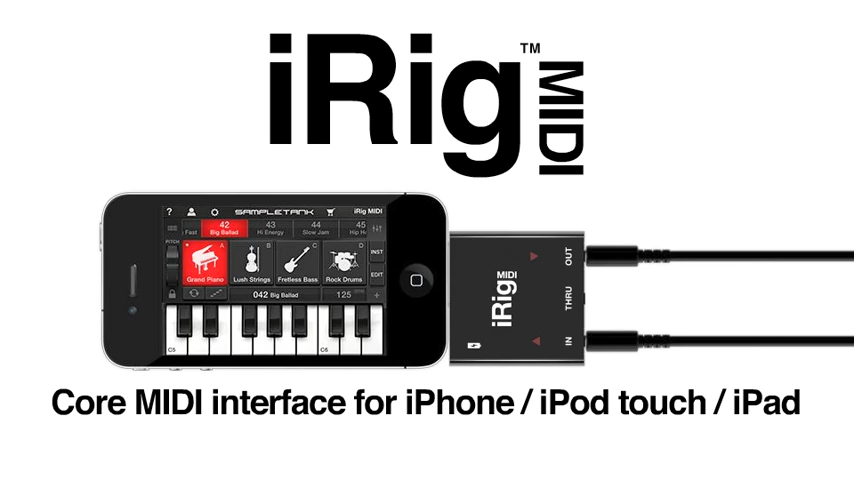 iRig™ MIDI
? SAMPLETANK iRig MIDI
Fast 42 Big Ballad 43 Hi Energy 44 Slow Jam 45 Hip H
PITCH
A B C D
Grand Piano Lush Strings Fretless Bass Rock Drums
INST
EDIT
042 Big Ballad 125 +
C5 C6
iRig MIDI
OUT
THRU
IN
Core MIDI interface for iPhone / iPod touch / iPad